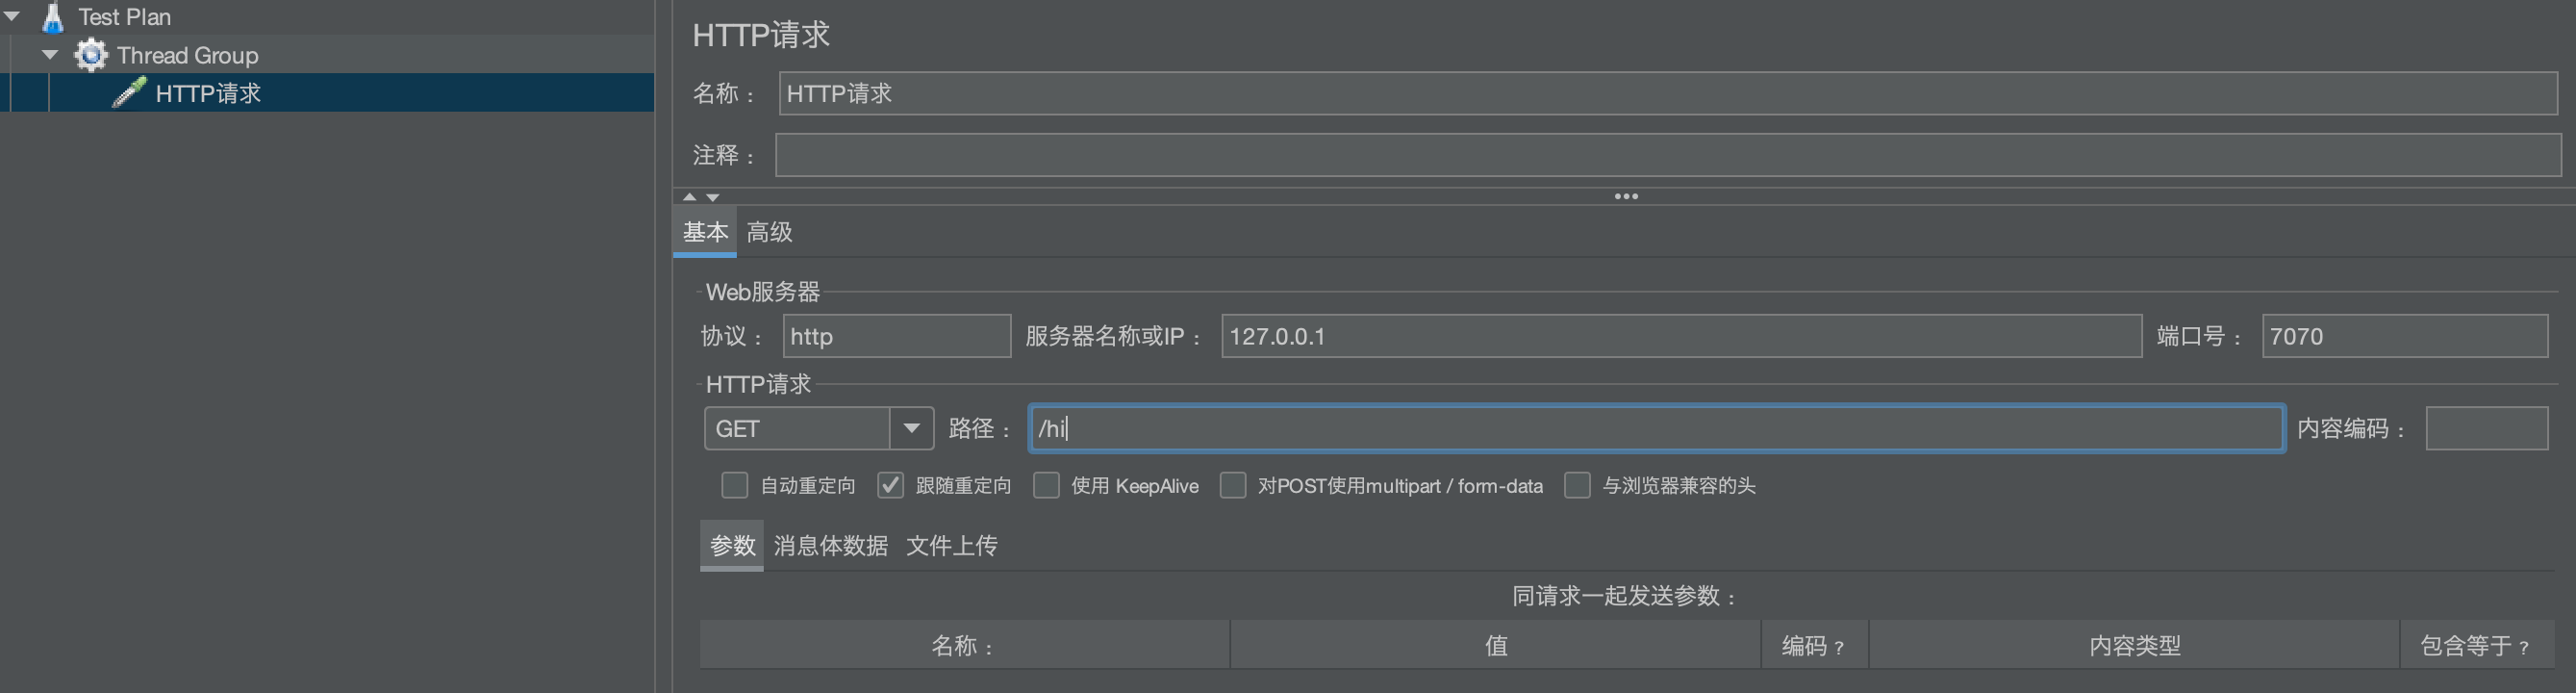 Test Plan
Thread Group
HTTP请求
HTTP请求
名称： HTTP请求
注释：
基本 高级
Web服务器
协议： http 服务器名称或IP： 127.0.0.1 端口号： 7070
HTTP请求
GET 路径： /hi 内容编码：
自动重定向 跟随重定向 使用 KeepAlive 对POST使用multipart / form-data 与浏览器兼容的头
参数 消息体数据 文件上传
同请求一起发送参数：
名称： 值 编码？ 内容类型 包含等于？